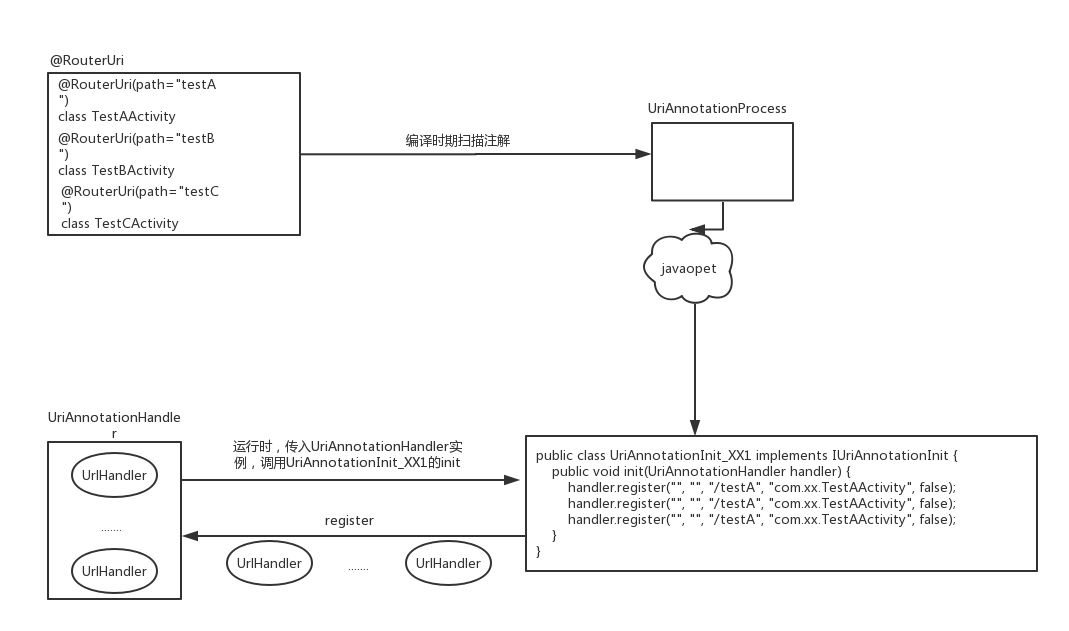 @RouterUri
@RouterUri(path="testA
")
class TestAActivity
@RouterUri(path="testB
")
class TestBActivity
@RouterUri(path="testC
")
class TestCActivity
编译时期扫描注解
UriAnnotationProcess
javaopet
UriAnnotationHandle
r
UrlHandler
.......
UrlHandler
运行时，传入UriAnnotationHandler实
例，调用UriAnnotationInit_XX1的init
register
UrlHandler
.......
UrlHandler
public class UriAnnotationInit_XX1 implements IUriAnnotationInit {
public void init(UriAnnotationHandler handler) {
handler.register("", "", "/testA", "com.xx.TestAActivity", false);
handler.register("", "", "/testA", "com.xx.TestAActivity", false);
handler.register("", "", "/testA", "com.xx.TestAActivity", false);
}
}